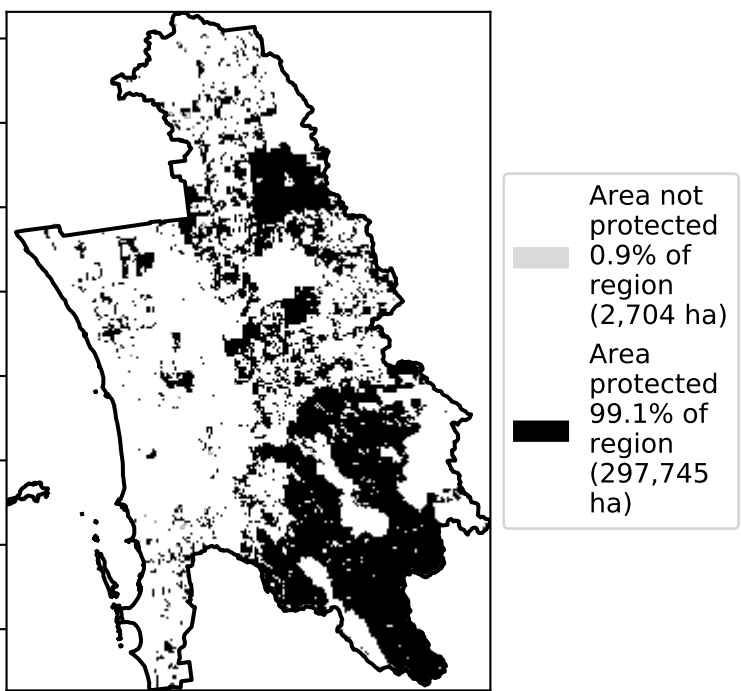 Area not
protected
0.9% of
region
(2,704 ha)
Area
protected
99.1% of
region
(297,745
ha)